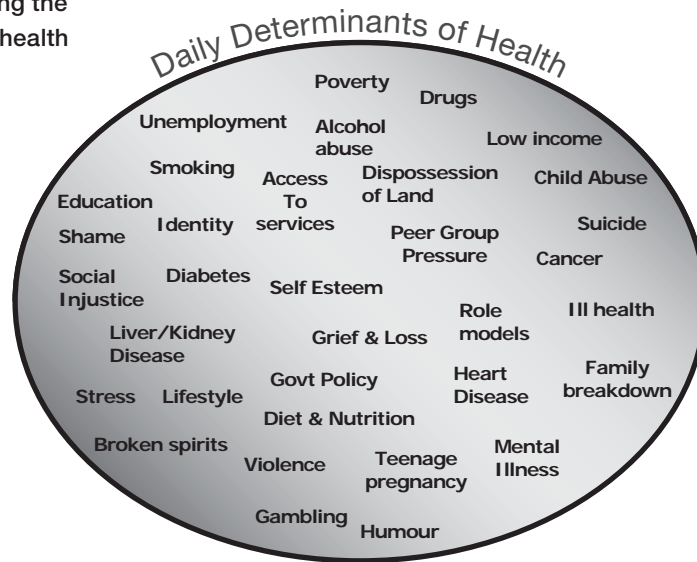 ng the
health
Daily Determinants of Health
Poverty
Drugs
Unemployment
Alcohol
abuse
Low income
Smoking
Access
To
services
Dispossession
of Land
Child Abuse
Education
Identity
Shame
Peer Group
Pressure
Suicide
Cancer
Social
Injustice
Diabetes
Self Esteem
Role
models
Ill health
Liver/Kidney
Disease
Grief & Loss
Govt Policy
Heart
Disease
Family
breakdown
Stress
Lifestyle
Diet & Nutrition
Broken spirits
Violence
Teenage
pregnancy
Mental
Illness
Gambling
Humour